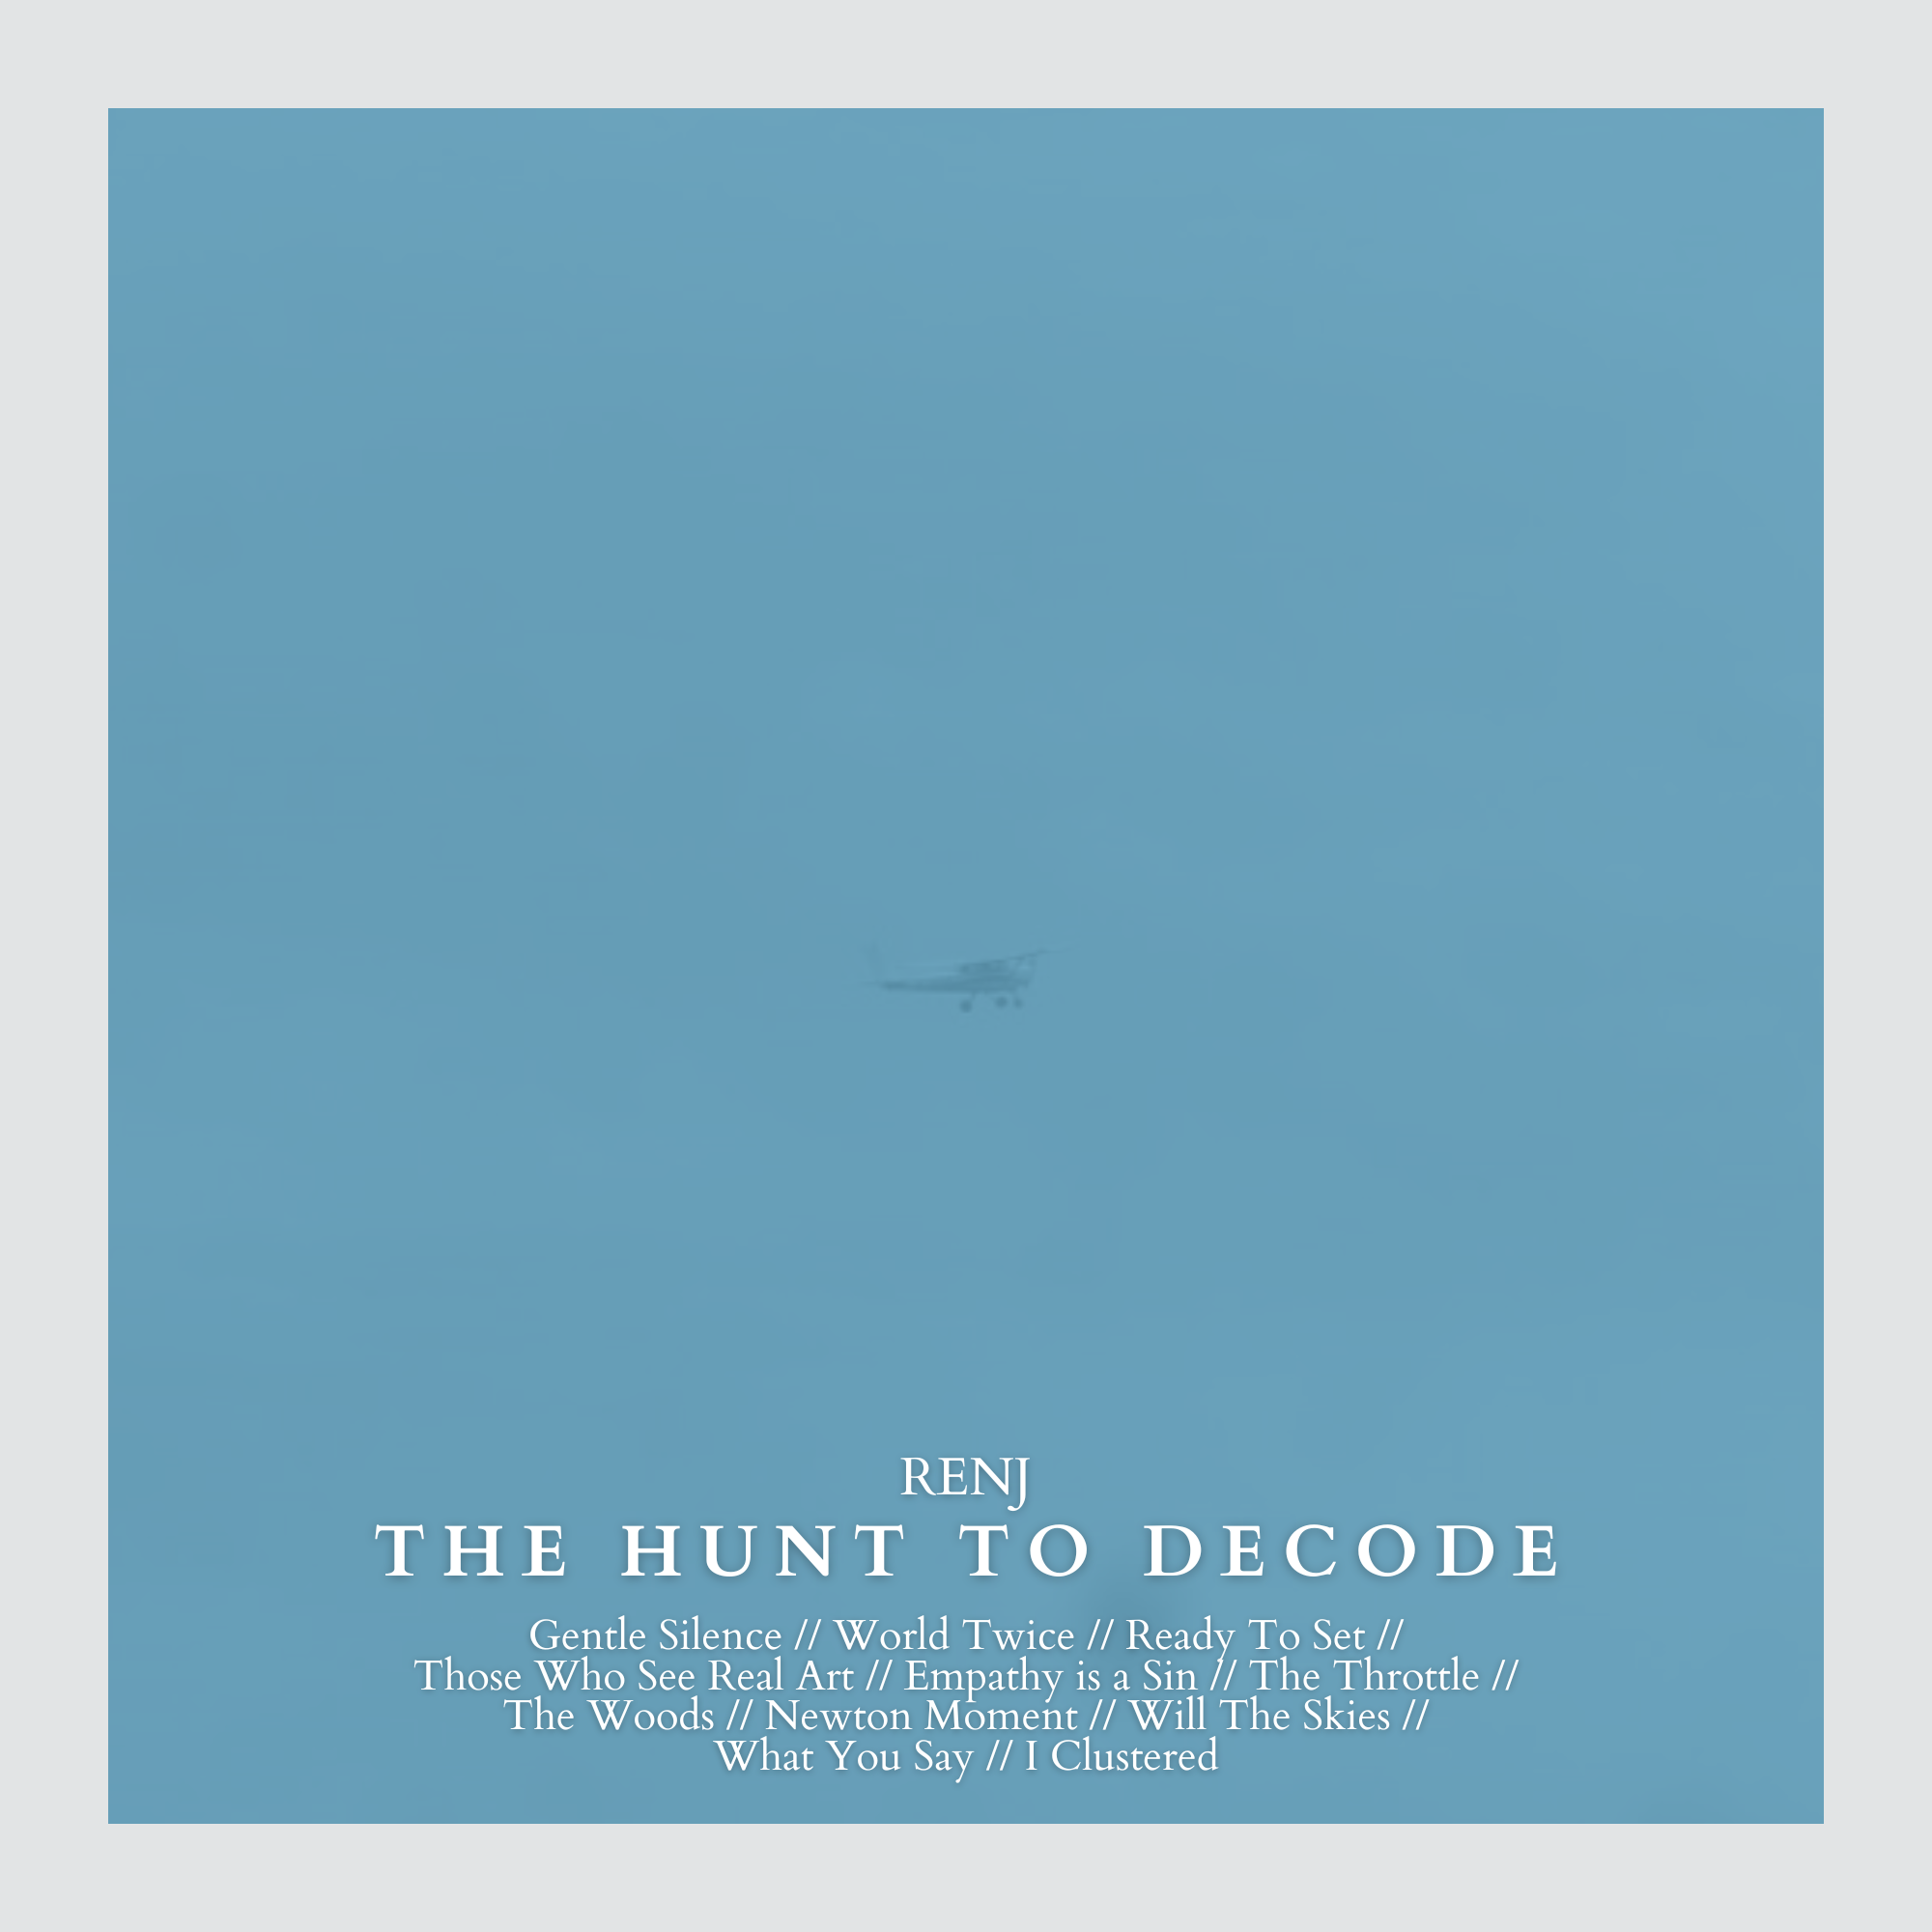 RENJ
THE HUNT TO DECODE
Gentle Silence // World Twice // Ready To Set //
Those Who See Real Art // Empathy is a Sin // The Throttle //
The Woods // Newton Moment // Will The Skies //
What You Say // I Clustered